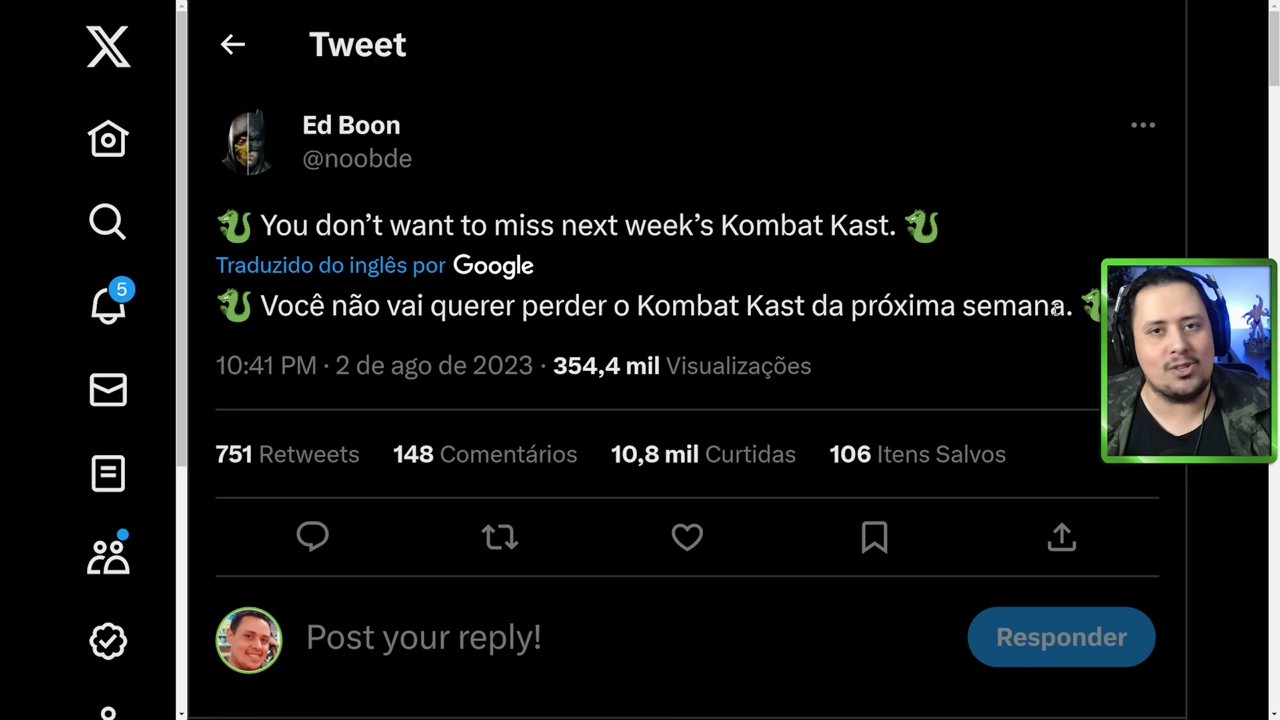 Tweet
Ed Boon
@noobde
You don’t want to miss next week’s Kombat Kast.
Traduzido do inglês por Google
Você não vai querer perder o Kombat Kast da próxima semana.
10:41 PM · 2 de ago de 2023 · 354,4 mil Visualizações
751 Retweets 148 Comentários 10,8 mil Curtidas 106 Itens Salvos
5
Post your reply!
Responder